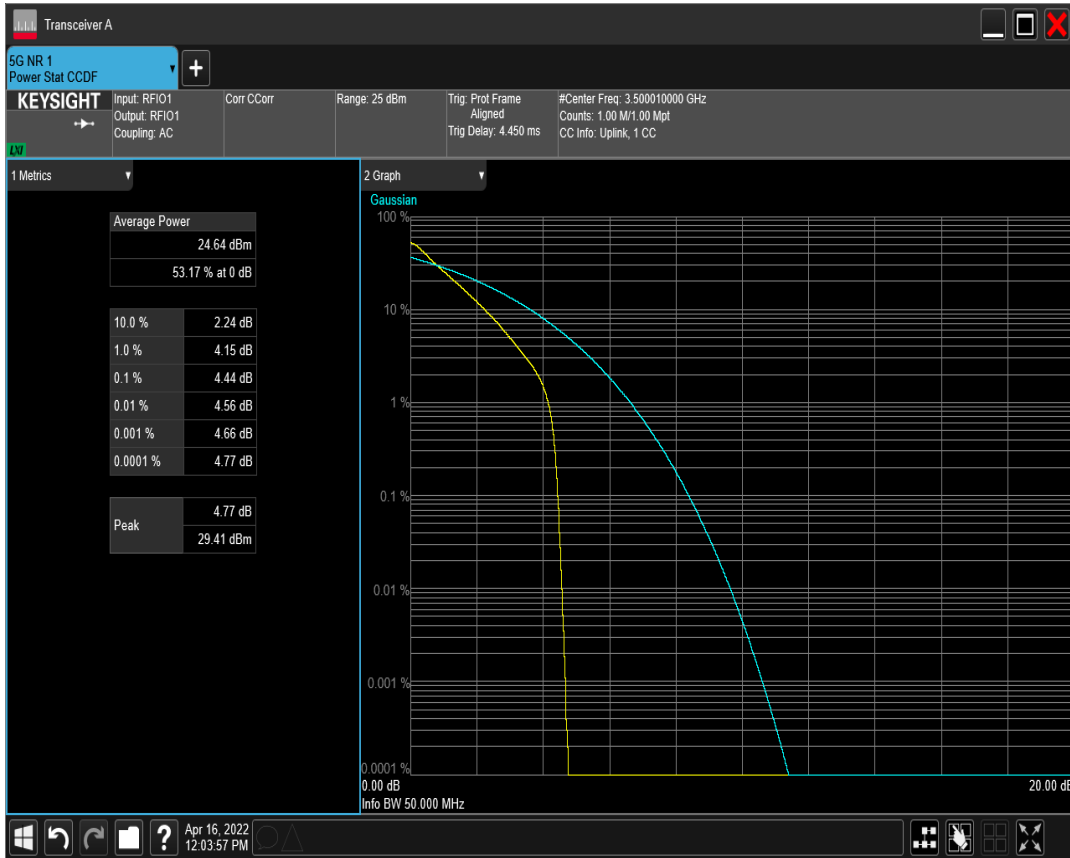 Transceiver A
5G NR 1
Power Stat CCDF
KEYSIGHT
LXI
Input: RFIO1
Output: RFIO1
Coupling: AC
Corr CCorr
Range: 25 dBm
Trig: Prot Frame
Aligned
Trig Delay: 4.450 ms
#Center Freq: 3.500010000 GHz
Counts: 1.00 M/1.00 Mpt
CC Info: Uplink, 1 CC
1 Metrics
Average Power
24.64 dBm
53.17 % at 0 dB
10.0 % 2.24 dB
1.0 % 4.15 dB
0.1 % 4.44 dB
0.01 % 4.56 dB
0.001 % 4.66 dB
0.0001 % 4.77 dB
Peak 4.77 dB
29.41 dBm
2 Graph
Gaussian
100 %
10 %
1 %
0.1 %
0.01 %
0.001 %
0.0001 %
0.00 dB 20.00 dB
Info BW 50.000 MHz
?
Apr 16, 2022
12:03:57 PM